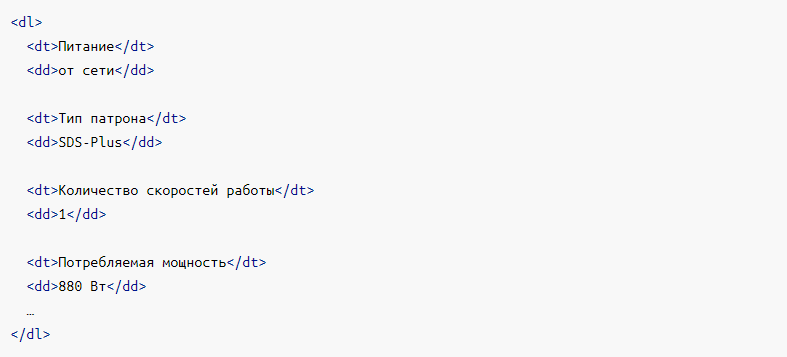 <dl>
<dt>Питание</dt>
<dd>от сети</dd>
<dt>Тип патрона</dt>
<dd>SDS-Plus</dd>
<dt>Количество скоростей работы</dt>
<dd>1</dd>
<dt>Потребляемая мощность</dt>
<dd>880 Вт</dd>
…
</dl>